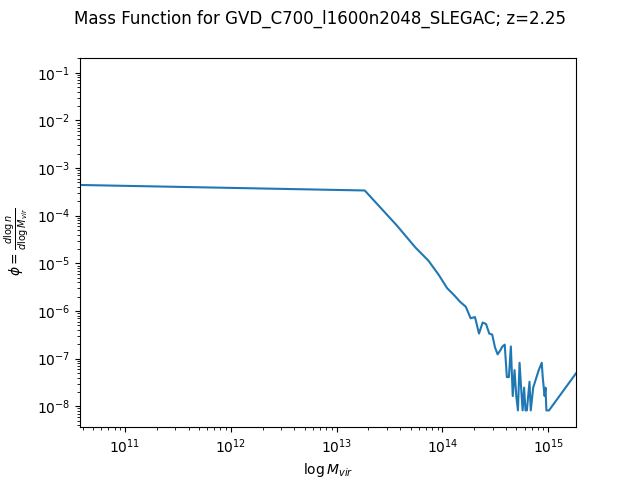 Mass Function for GVD_C700_l1600n2048_SLEGAC; z=2.25
10⁻¹
10⁻²
10⁻³
10⁻⁴
10⁻⁵
10⁻⁶
10⁻⁷
10⁻⁸
ϕ = d log n / d log M_vir
10¹¹ 10¹² 10¹³ 10¹⁴ 10¹⁵
log M_vir